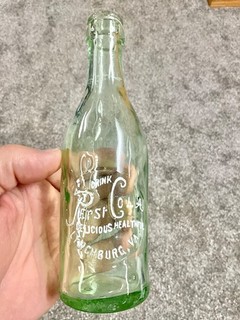 DRINK
Pepsi-Cola
DELICIOUS HEALTHFUL
LYNCHBURG, VA.